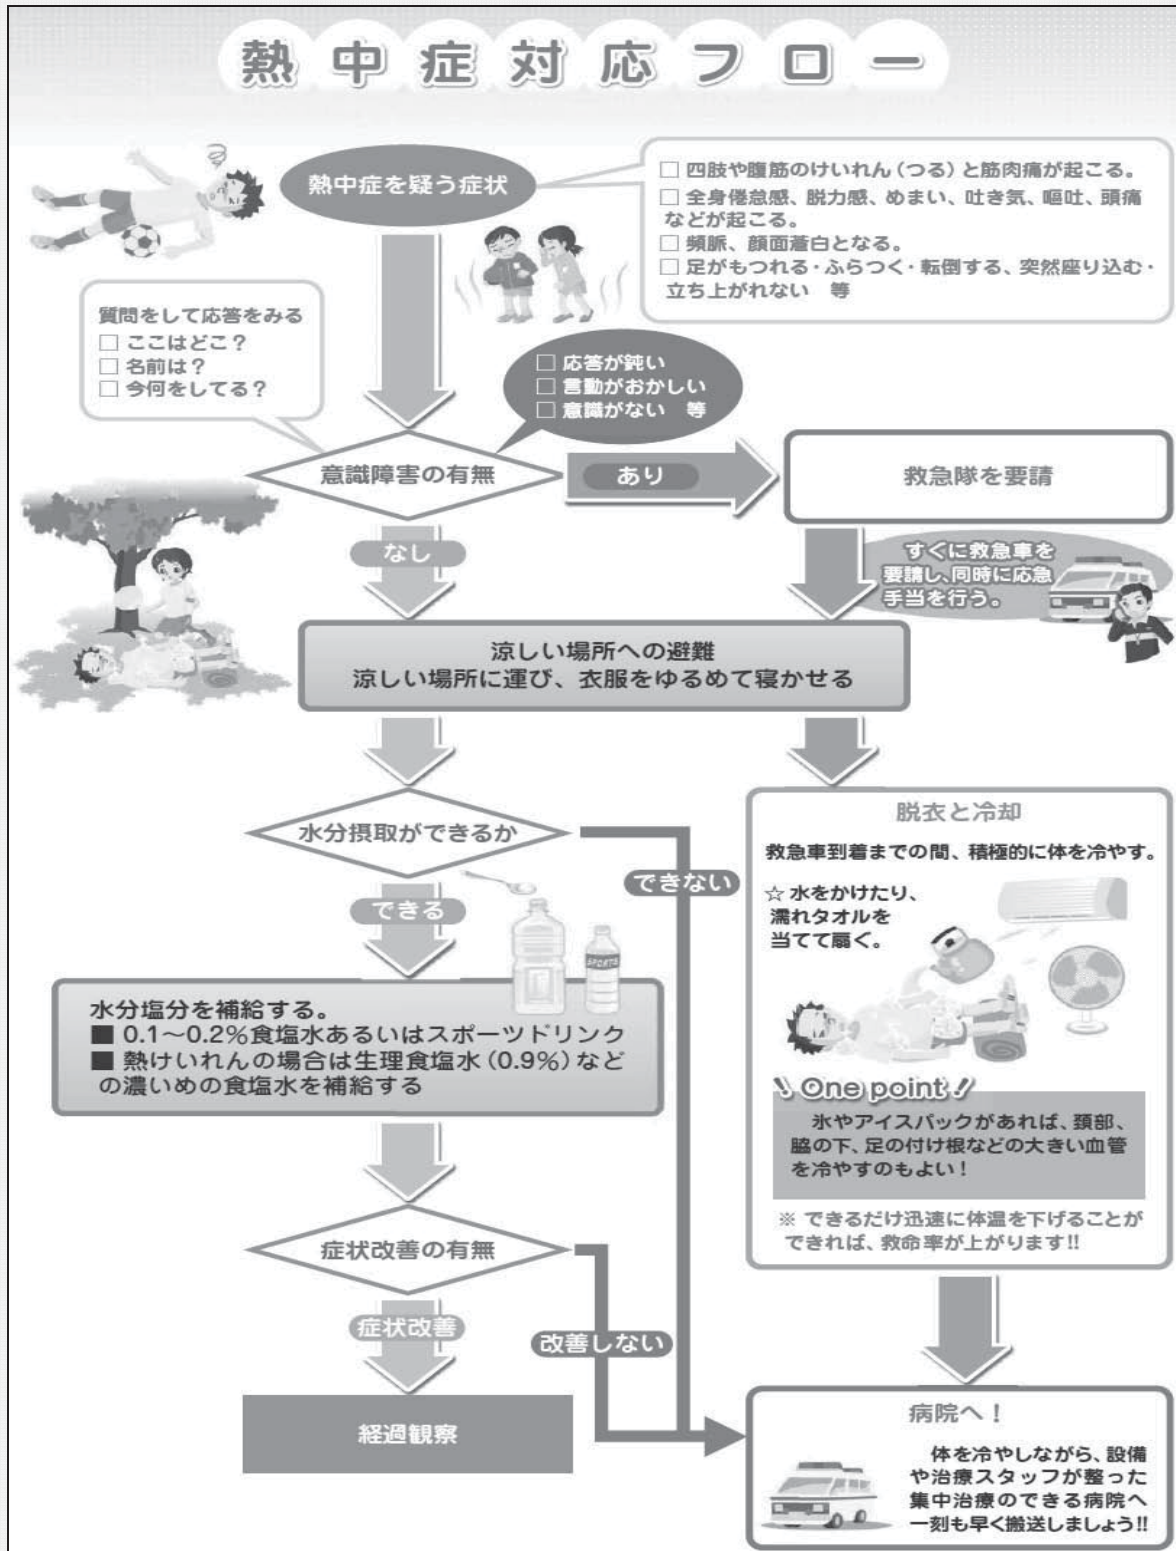 熱中症対応フロー
熱中症を疑う症状
□ 四肢や腹筋のけいれん(つる)と筋肉痛が起こる。
□ 全身倦怠感、脱力感、めまい、吐き気、嘔吐、頭痛
などが起こる。
□ 頻脈、顔面蒼白となる。
□ 足がもつれる・ふらつく・転倒する、突然座り込む・
立ち上がれない 等
質問をして応答をみる
□ ここはどこ?
□ 名前は?
□ 今何をしてる?
□ 応答が鈍い
□ 言動がおかしい
□ 意識がない 等
意識障害の有無
あり
救急隊を要請
なし
すぐに救急車を
要請し、同時に応急
手当を行う。
涼しい場所への避難
涼しい場所に運び、衣服をゆるめて寝かせる
水分摂取ができるか
できない
できる
SPORTS
水分塩分を補給する。
■ 0.1~0.2%食塩水あるいはスポーツドリンク
■ 熱けいれんの場合は生理食塩水(0.9%)など
の濃いめの食塩水を補給する
脱衣と冷却
救急車到着までの間、積極的に体を冷やす。
☆ 水をかけたり、
濡れタオルを
当てて扇ぐ。
One point
氷やアイスパックがあれば、頚部、
脇の下、足の付け根などの大きい血管
を冷やすのもよい!
※ できるだけ迅速に体温を下げることが
できれば、救命率が上がります!!
症状改善の有無
症状改善
改善しない
経過観察
病院へ!
体を冷やしながら、設備
や治療スタッフが整った
集中治療のできる病院へ
一刻も早く搬送しましょう!!